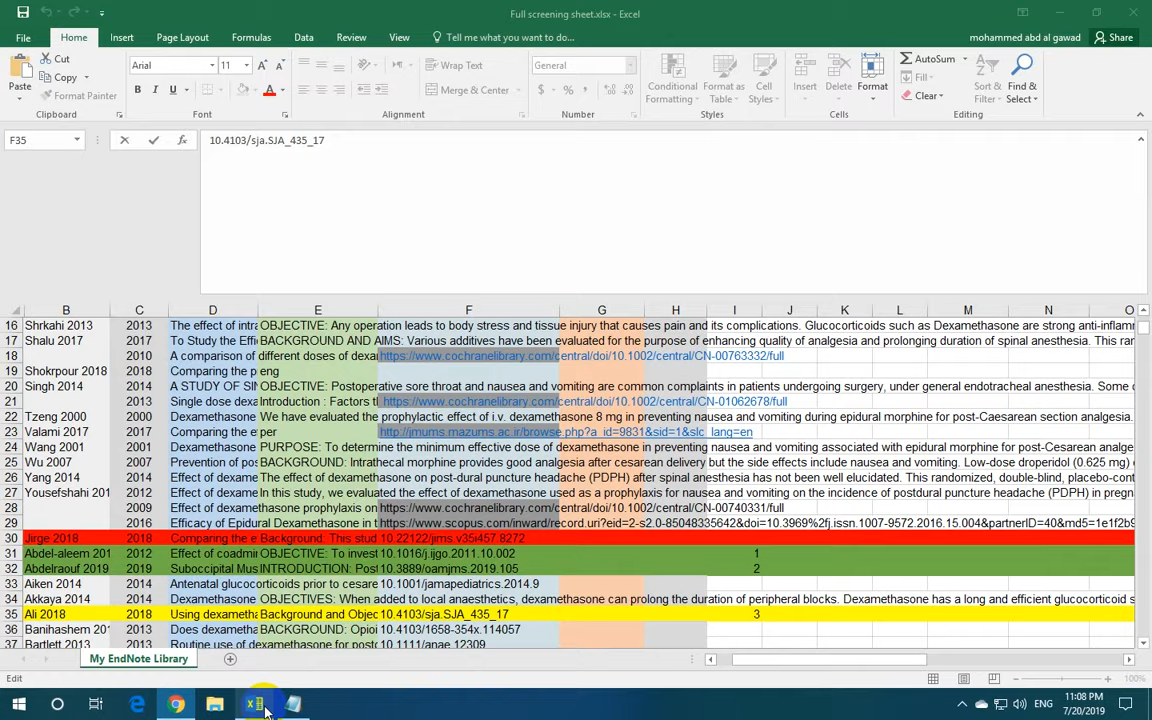 Full screening sheet.xlsx - Excel
File Home Insert Page Layout Formulas Data Review View Tell me what you want to do... mohammed abd al gawad Share
Cut Arial 11 Wrap Text General AutoSum
Copy Fill
Paste Format Painter B I U Merge & Center $ % Conditional Formatting Format as Table Cell Styles Insert Delete Format Clear Sort & Filter Find & Select
Clipboard Font Alignment Number Styles Cells Editing
F35 10.4103/sja.SJA_435_17
B C D E F G H I J K L M N O
16 Shrkahi 2013 2013 The effect of intra OBJECTIVE: Any operation leads to body stress and tissue injury that causes pain and its complications. Glucocorticoids such as Dexamethasone are strong anti-inflamm
17 Shalu 2017 2017 To Study the Effi BACKGROUND AND AIMS: Various additives have been evaluated for the purpose of enhancing quality of analgesia and prolonging duration of spinal anesthesia. This ran
18 2010 A comparison of different doses of dexar https://www.cochranelibrary.com/central/doi/10.1002/central/CN-00763332/full
19 Shokrpour 2018 2018 Comparing the p eng
20 Singh 2014 2014 A STUDY OF SIN OBJECTIVE: Postoperative sore throat and nausea and vomiting are common complaints in patients undergoing surgery, under general endotracheal anesthesia. Some c
21 2013 Single dose dexa Introduction : Factors th https://www.cochranelibrary.com/central/doi/10.1002/central/CN-01062678/full
22 Tzeng 2000 2000 Dexamethasone We have evaluated the prophylactic effect of i.v. dexamethasone 8 mg in preventing nausea and vomiting during epidural morphine for post-Caesarean section analgesia.
23 Valami 2017 2017 Comparing the e per http://jmums.mazums.ac.ir/browse.php?a_id=9831&sid=1&slc_lang=en
24 Wang 2001 2001 Dexamethasone PURPOSE: To determine the minimum effective dose of dexamethasone in preventing nausea and vomiting associated with epidural morphine for post-Cesarean analge
25 Wu 2007 2007 Prevention of pos BACKGROUND: Intrathecal morphine provides good analgesia after cesarean delivery but the side effects include nausea and vomiting. Low-dose droperidol (0.625 mg)
26 Yang 2014 2014 Effect of dexame The effect of dexamethasone on post-dural puncture headache (PDPH) after spinal anesthesia has not been well elucidated. This randomized, double-blind, placebo-cont
27 Yousefshahi 201 2012 Effect of dexame In this study, we evaluated the effect of dexamethasone used as a prophylaxis for nausea and vomiting on the incidence of postdural puncture headache (PDPH) in preg
28 2009 Effect of dexamethasone prophylaxis on https://www.cochranelibrary.com/central/doi/10.1002/central/CN-00740331/full
29 2016 Efficacy of Epidural Dexamethasone in t https://www.scopus.com/inward/record.uri?eid=2-s2.0-85048335642&doi=10.3969%2fj.issn.1007-9572.2016.15.004&partnerID=40&md5=1e1f2b9
30 Jirge 2018 2018 Comparing the e Background: This stud 10.22122/jims.v35i457.8272
31 Abdel-aleem 201 2012 Effect of coadmin OBJECTIVE: To invest 10.1016/j.ijgo.2011.10.002 1
32 Abdelraouf 2019 2019 Suboccipital Mus INTRODUCTION: Pos 10.3889/oamjms.2019.105 2
33 Aiken 2014 2014 Antenatal glucocorticoids prior to cesare 10.1001/jamapediatrics.2014.9
34 Akkaya 2014 2014 Dexamethasone OBJECTIVES: When added to local anaesthetics, dexamethasone can prolong the duration of peripheral blocks. Dexamethasone has a long and efficient glucocorticoid s
35 Ali 2018 2018 Using dexametha Background and Objec 10.4103/sja.SJA_435_17 3
36 Banihashem 201 2013 Does dexametha BACKGROUND: Opioi 10.4103/1658-354x.114057
37 Bartlett 2013 2013 Routine use of dexamethasone for posto 10.1111/anae.12309
My EndNote Library
Edit 100%
ENG 11:08 PM
7/20/2019